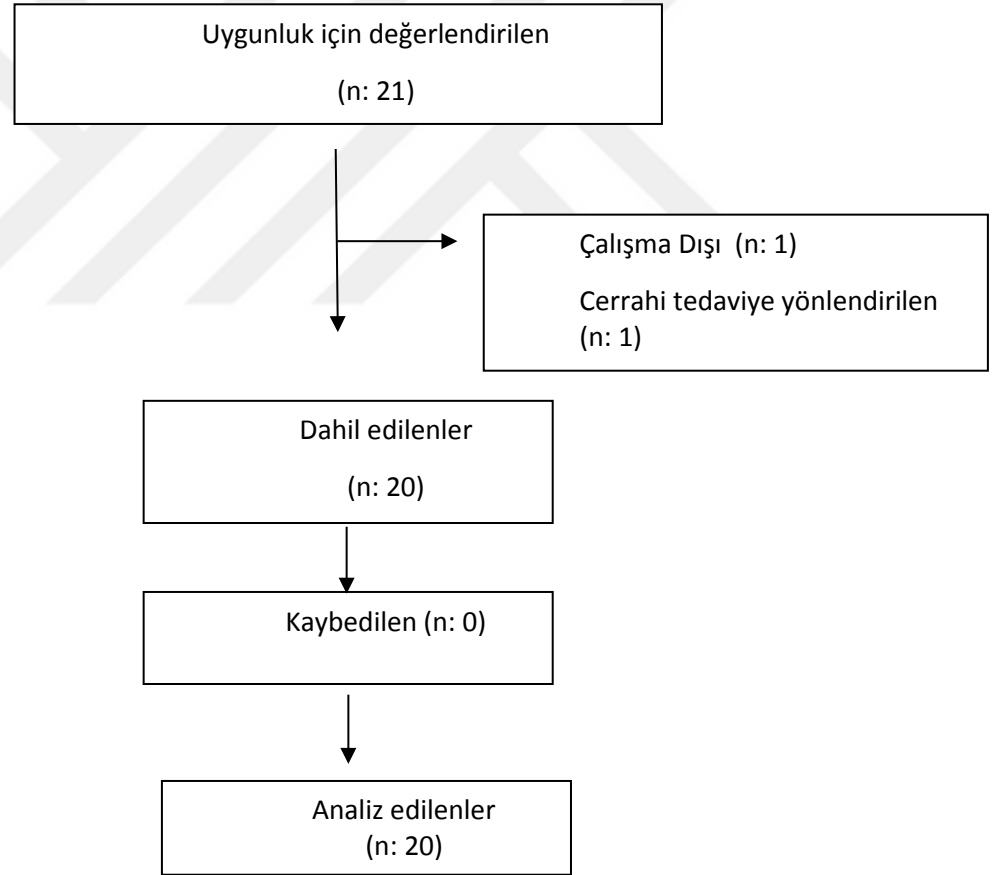 Uygunluk için değerlendirilen
(n: 21)
Çalışma Dışı (n: 1)
Cerrahi tedaviye yönlendirilen
(n: 1)
Dahil edilenler
(n: 20)
Kaybedilen (n: 0)
Analiz edilenler
(n: 20)